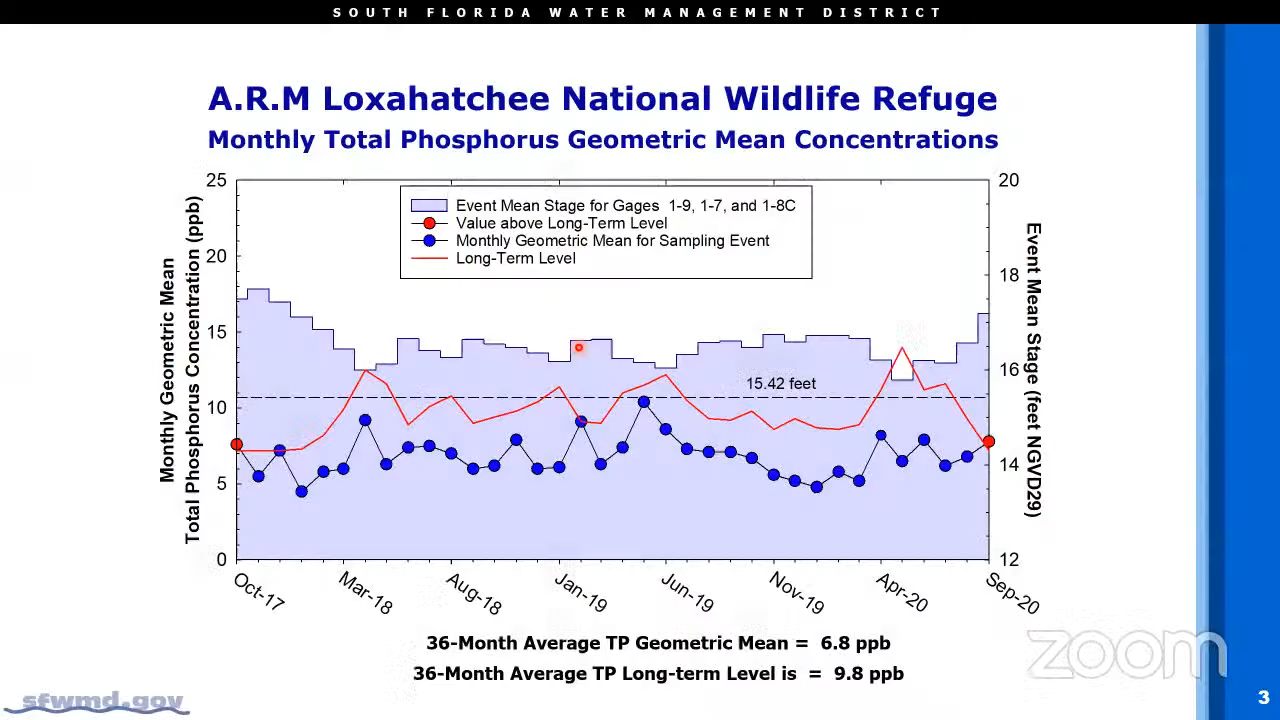 SOUTH FLORIDA WATER MANAGEMENT DISTRICT
A.R.M Loxahatchee National Wildlife Refuge
Monthly Total Phosphorus Geometric Mean Concentrations
Monthly Geometric Mean
Total Phosphorus Concentration (ppb)
25
20
15
10
5
0
Event Mean Stage for Gages 1-9, 1-7, and 1-8C
Value above Long-Term Level
Monthly Geometric Mean for Sampling Event
Long-Term Level
15.42 feet
20
18
16
14
12
Event Mean Stage (feet NGVD29)
Oct-17
Mar-18
Aug-18
Jan-19
Jun-19
Nov-19
Apr-20
Sep-20
36-Month Average TP Geometric Mean = 6.8 ppb
36-Month Average TP Long-term Level is = 9.8 ppb
zoom
sfwmd.gov
3